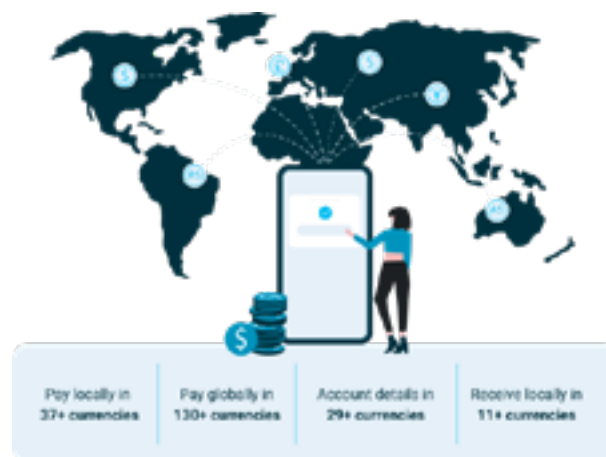 $
$
¥
R$
A$
$
Pay locally in
37+ currencies
Pay globally in
130+ currencies
Account details in
29+ currencies
Receive locally in
11+ currencies